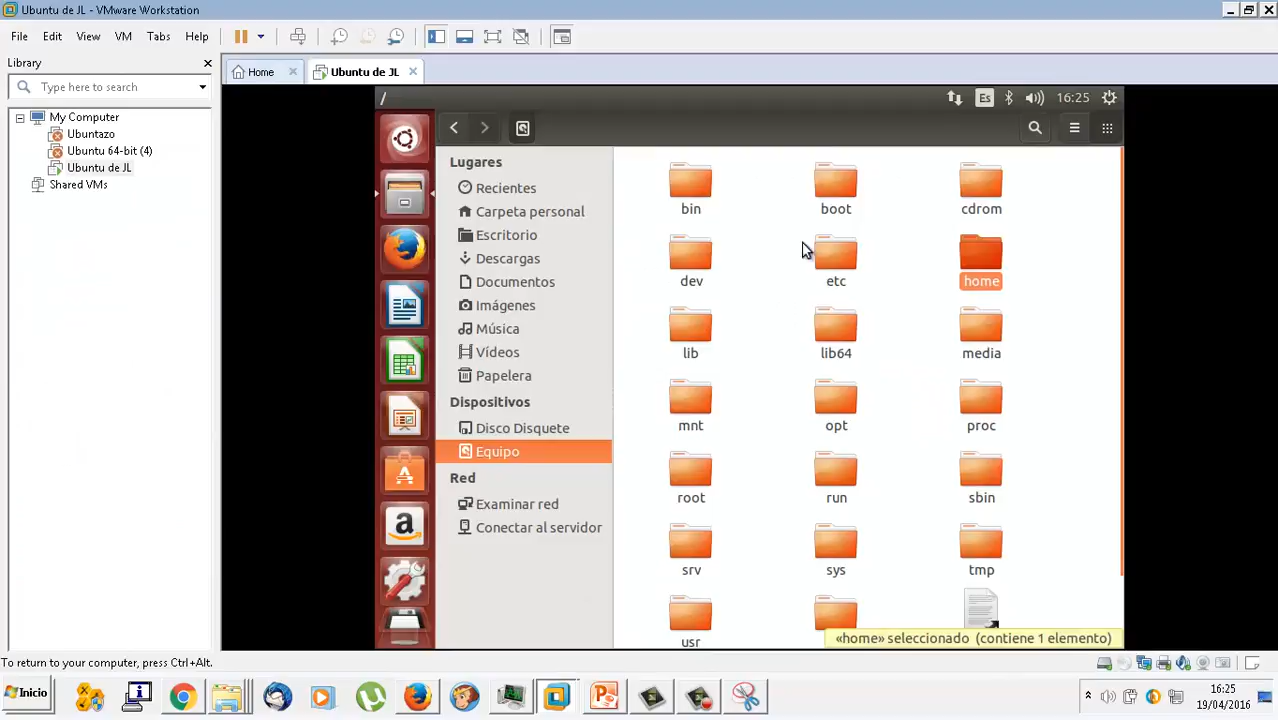 Ubuntu de JL - VMware Workstation
File Edit View VM Tabs Help
Library
Type here to search
My Computer
Ubuntazo
Ubuntu 64-bit (4)
Ubuntu de JL
Shared VMs
Home
Ubuntu de JL
/
Es
16:25
Lugares
Recientes
Carpeta personal
Escritorio
Descargas
Documentos
Imágenes
Música
Vídeos
Papelera
Dispositivos
Disco Disquete
Equipo
Red
Examinar red
Conectar al servidor
bin boot cdrom
dev etc home
lib lib64 media
mnt opt proc
root run sbin
srv sys tmp
usr
«home» seleccionado (contiene 1 elemento)
To return to your computer, press Ctrl+Alt.
Inicio
16:25
19/04/2016